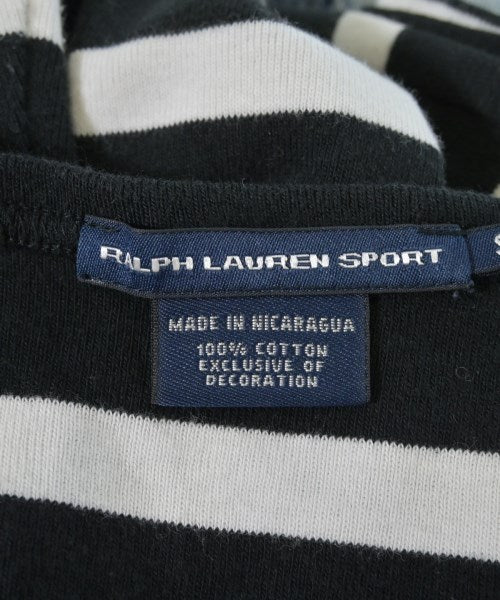 RALPH LAUREN SPORT
S
MADE IN NICARAGUA
100% COTTON
EXCLUSIVE OF
DECORATION